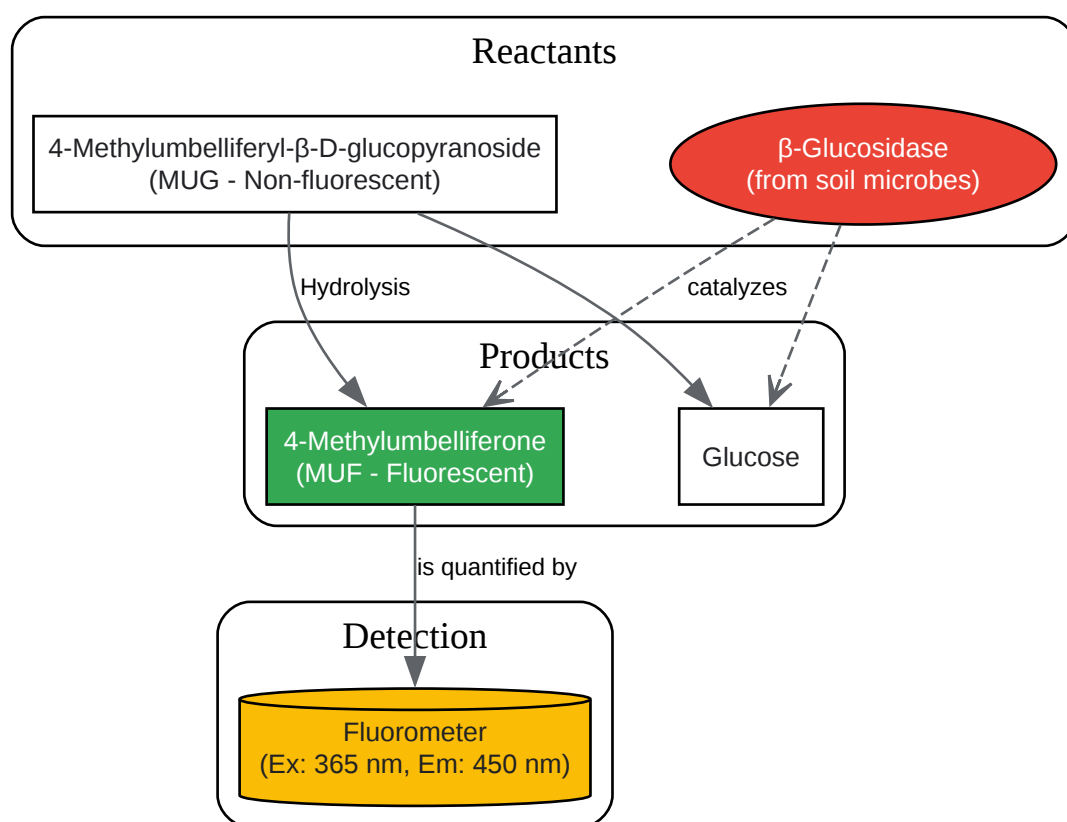 Reactants
4-Methylumbelliferyl-β-D-glucopyranoside
(MUG - Non-fluorescent)
β-Glucosidase
(from soil microbes)
Hydrolysis
catalyzes
Products
4-Methylumbelliferone
(MUF - Fluorescent)
Glucose
is quantified by
Detection
Fluorometer
(Ex: 365 nm, Em: 450 nm)